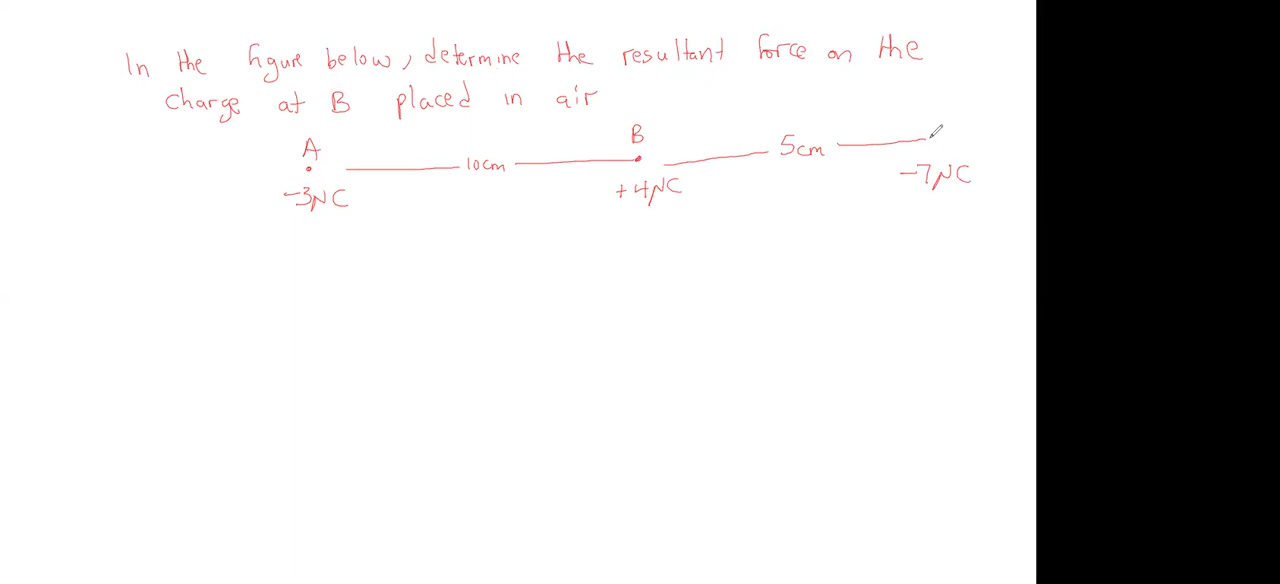 In the figure below, determine the resultant force on the
charge at B placed in air
A B
10cm 5cm
-3μC +4μC -7μC